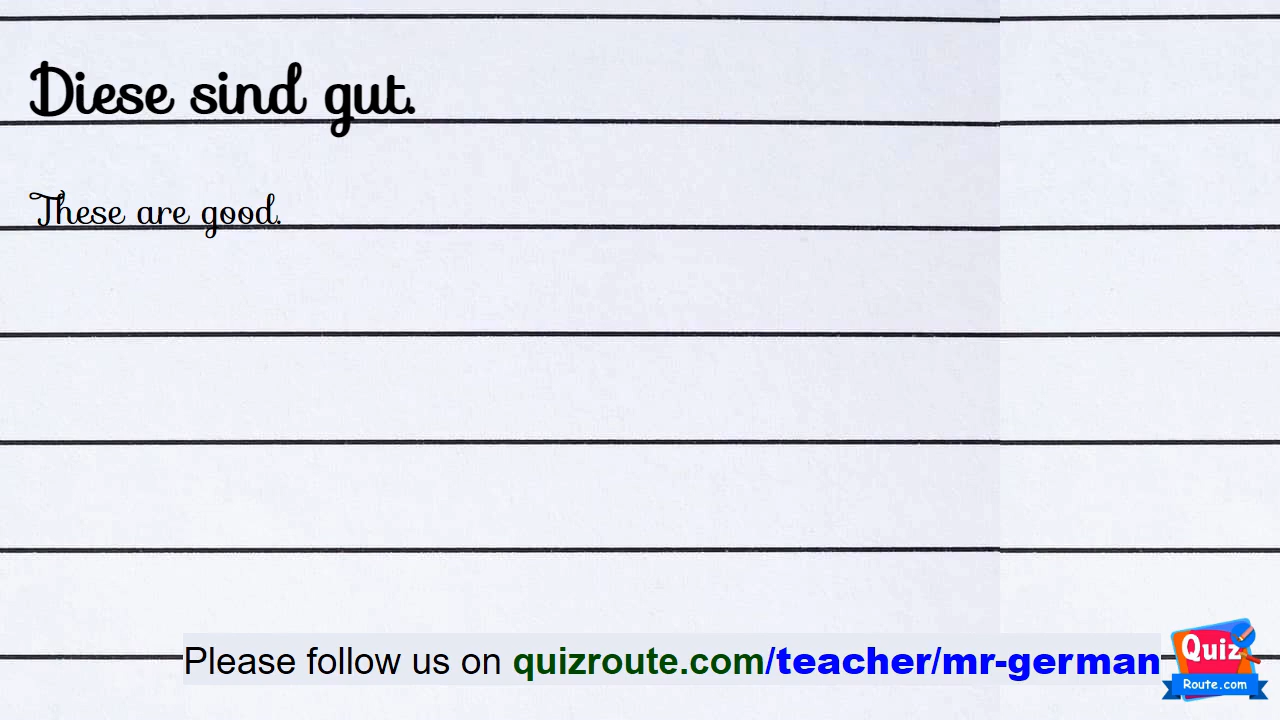 Diese sind gut.
These are good.
Please follow us on quizroute.com/teacher/mr-german
Quiz
Route.com